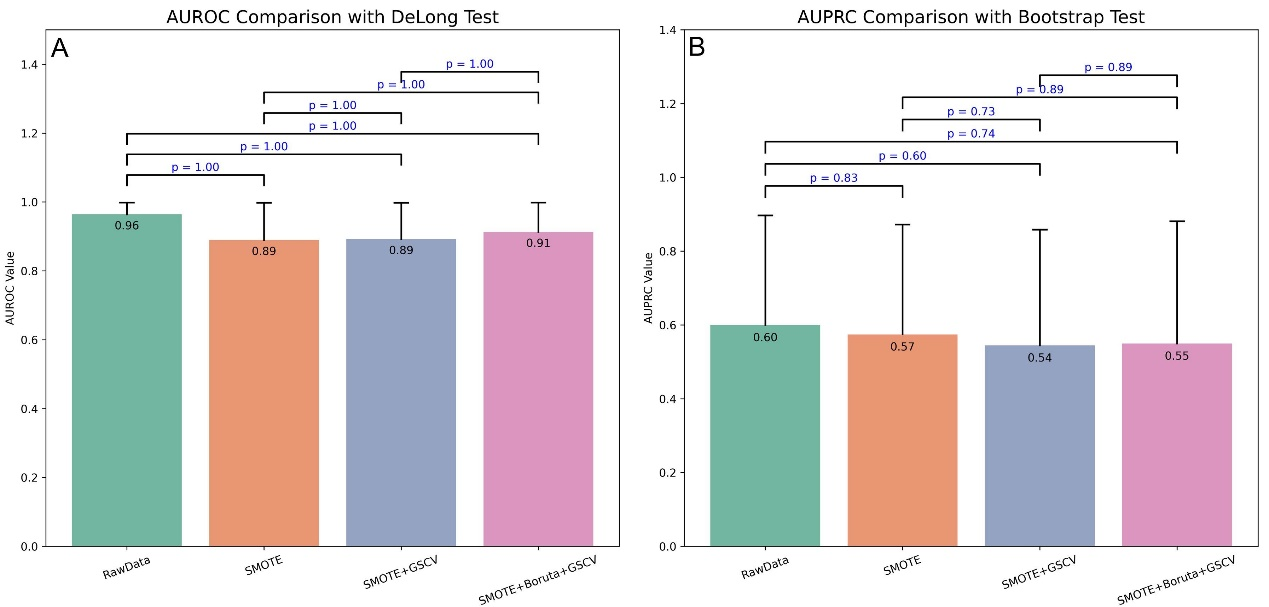 AUROC Comparison with DeLong Test
A
AUROC Value
1.4
1.2
1.0
0.8
0.6
0.4
0.2
0.0
p = 1.00
p = 1.00
p = 1.00
p = 1.00
p = 1.00
p = 1.00
0.96
0.89
0.89
0.91
RawData
SMOTE
SMOTE+GSCV
SMOTE+Boruta+GSCV
AUPRC Comparison with Bootstrap Test
B
AUPRC Value
1.4
1.2
1.0
0.8
0.6
0.4
0.2
0.0
p = 0.89
p = 0.89
p = 0.73
p = 0.74
p = 0.60
p = 0.83
0.60
0.57
0.54
0.55
RawData
SMOTE
SMOTE+GSCV
SMOTE+Boruta+GSCV